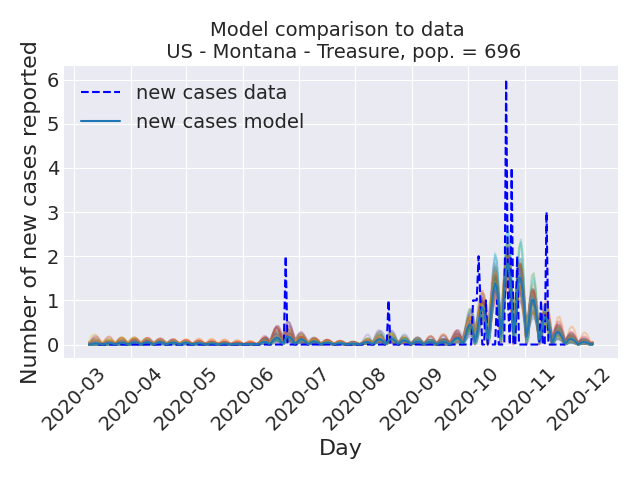 Model comparison to data
US - Montana - Treasure, pop. = 696
Number of new cases reported
6
5
4
3
2
1
0
new cases data
new cases model
2020-03
2020-04
2020-05
2020-06
2020-07
2020-08
2020-09
2020-10
2020-11
2020-12
Day